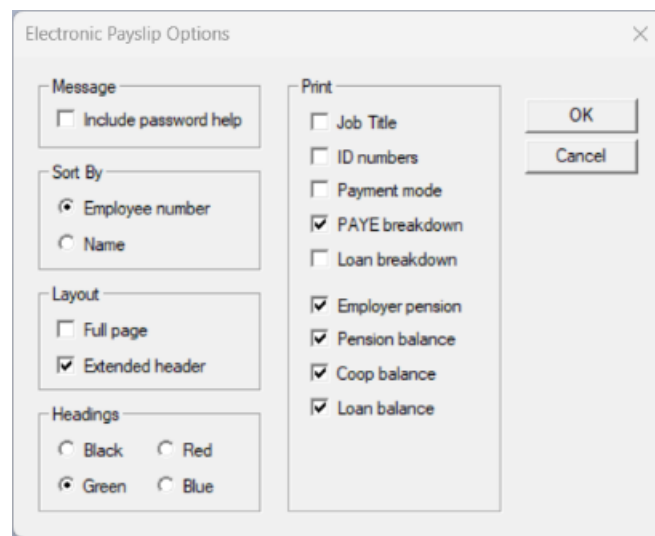 Electronic Payslip Options
Message
Include password help
Sort By
Employee number
Name
Layout
Full page
Extended header
Headings
Black Red
Green Blue
Print
Job Title
ID numbers
Payment mode
PAYE breakdown
Loan breakdown
Employer pension
Pension balance
Coop balance
Loan balance
OK
Cancel